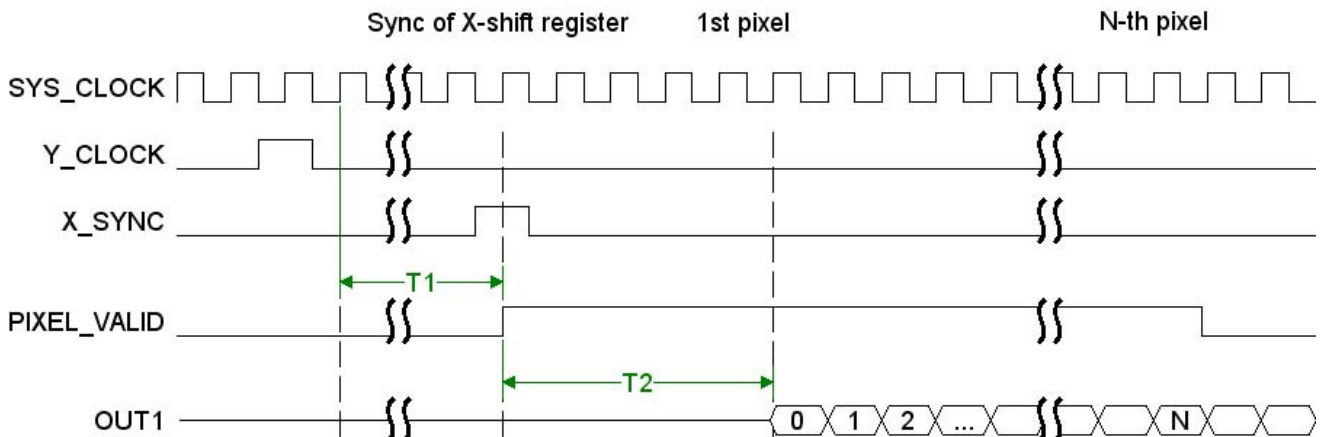 Sync of X-shift register 1st pixel N-th pixel
SYS_CLOCK
Y_CLOCK
X_SYNC
T1
PIXEL_VALID
T2
OUT1 0 1 2 ... N